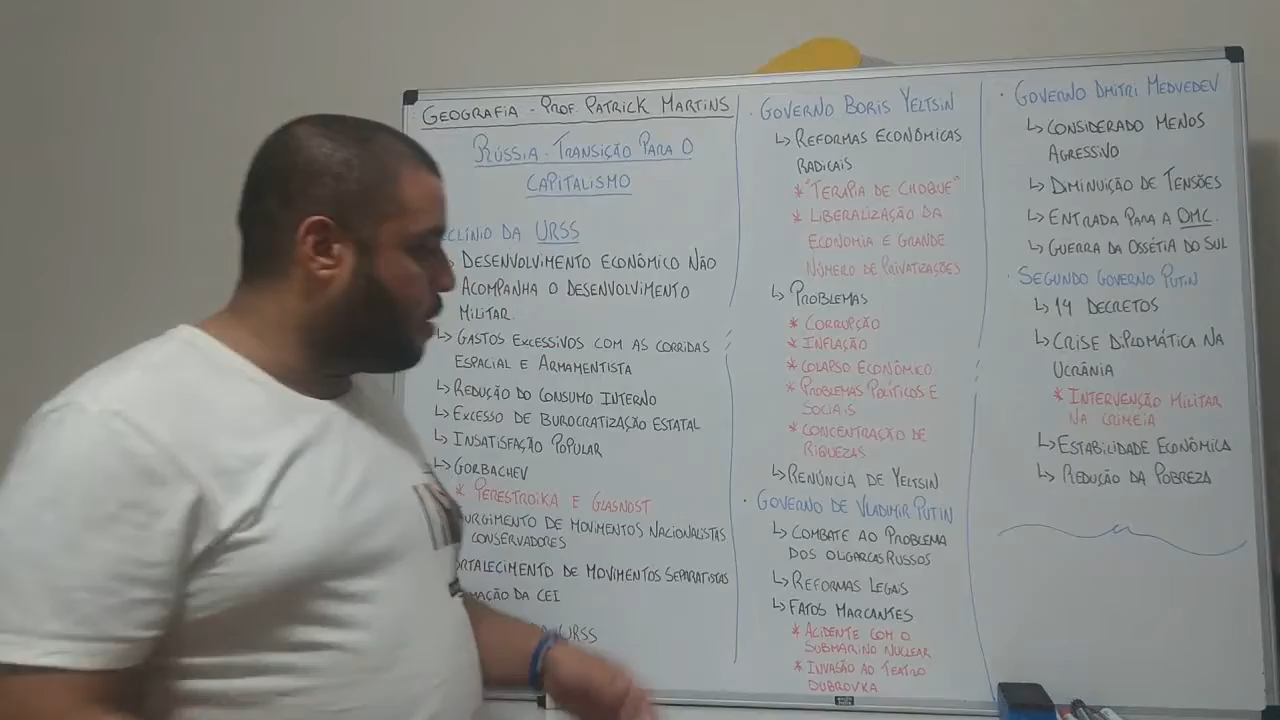 GEOGRAFIA - PROF. PATRICK MARTINS
RÚSSIA - TRANSIÇÃO PARA O
CAPITALISMO
CLÍNIO DA URSS
↳ DESENVOLVIMENTO ECONÔMICO NÃO
ACOMPANHA O DESENVOLVIMENTO
MILITAR
↳ GASTOS EXCESSIVOS COM AS CORRIDAS
ESPACIAL E ARMAMENTISTA
↳ REDUÇÃO DO CONSUMO INTERNO
↳ EXCESSO DE BUROCRATIZAÇÃO ESTATAL
↳ INSATISFAÇÃO POPULAR
↳ GORBACHEV
* PERESTROIKA E GLASNOST
URGIMENTO DE MOVIMENTOS NACIONALISTAS
CONSERVADORES
RTALECIMENTO DE MOVIMENTOS SEPARATISTAS
MAÇÃO DA CEI
URSS
· GOVERNO BORIS YELTSIN
↳ REFORMAS ECONÔMICAS
RADICAIS
* "TERAPIA DE CHOQUE"
* LIBERALIZAÇÃO DA
ECONOMIA E GRANDE
NÚMERO DE PRIVATIZAÇÕES
↳ PROBLEMAS
* CORRUPÇÃO
* INFLAÇÃO
* COLAPSO ECONÔMICO
* PROBLEMAS POLÍTICOS E
SOCIAIS
* CONCENTRAÇÃO DE
RIQUEZAS
↳ RENÚNCIA DE YELTSIN
· GOVERNO DE VLADIMIR PUTIN
↳ COMBATE AO PROBLEMA
DOS OLIGARCAS RUSSOS
↳ REFORMAS LEGAIS
↳ FATOS MARCANTES
* ACIDENTE COM O
SUBMARINO NUCLEAR
* INVASÃO AO TEATRO
DUBROVKA
· GOVERNO DMITRI MEDVEDEV
↳ CONSIDERADO MENOS
AGRESSIVO
↳ DIMINUIÇÃO DE TENSÕES
↳ ENTRADA PARA A OMC.
↳ GUERRA DA OSSÉTIA DO SUL
· SEGUNDO GOVERNO PUTIN
↳ 14 DECRETOS
↳ CRISE DIPLOMÁTICA NA
UCRÂNIA
* INTERVENÇÃO MILITAR
NA CRIMEIA
↳ ESTABILIDADE ECONÔMICA
↳ REDUÇÃO DA POBREZA